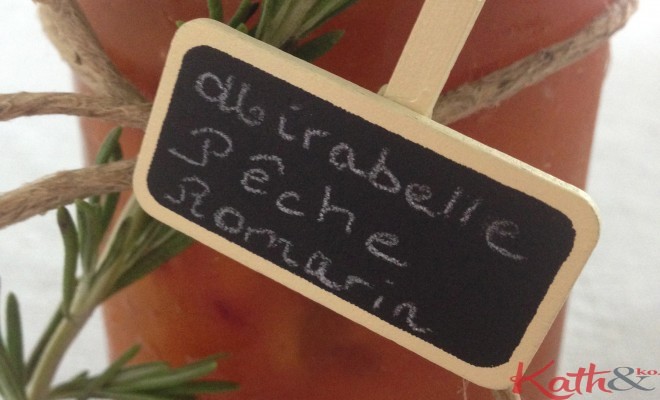 Mirabelle
Pêche
Romarin
Kath&ko.